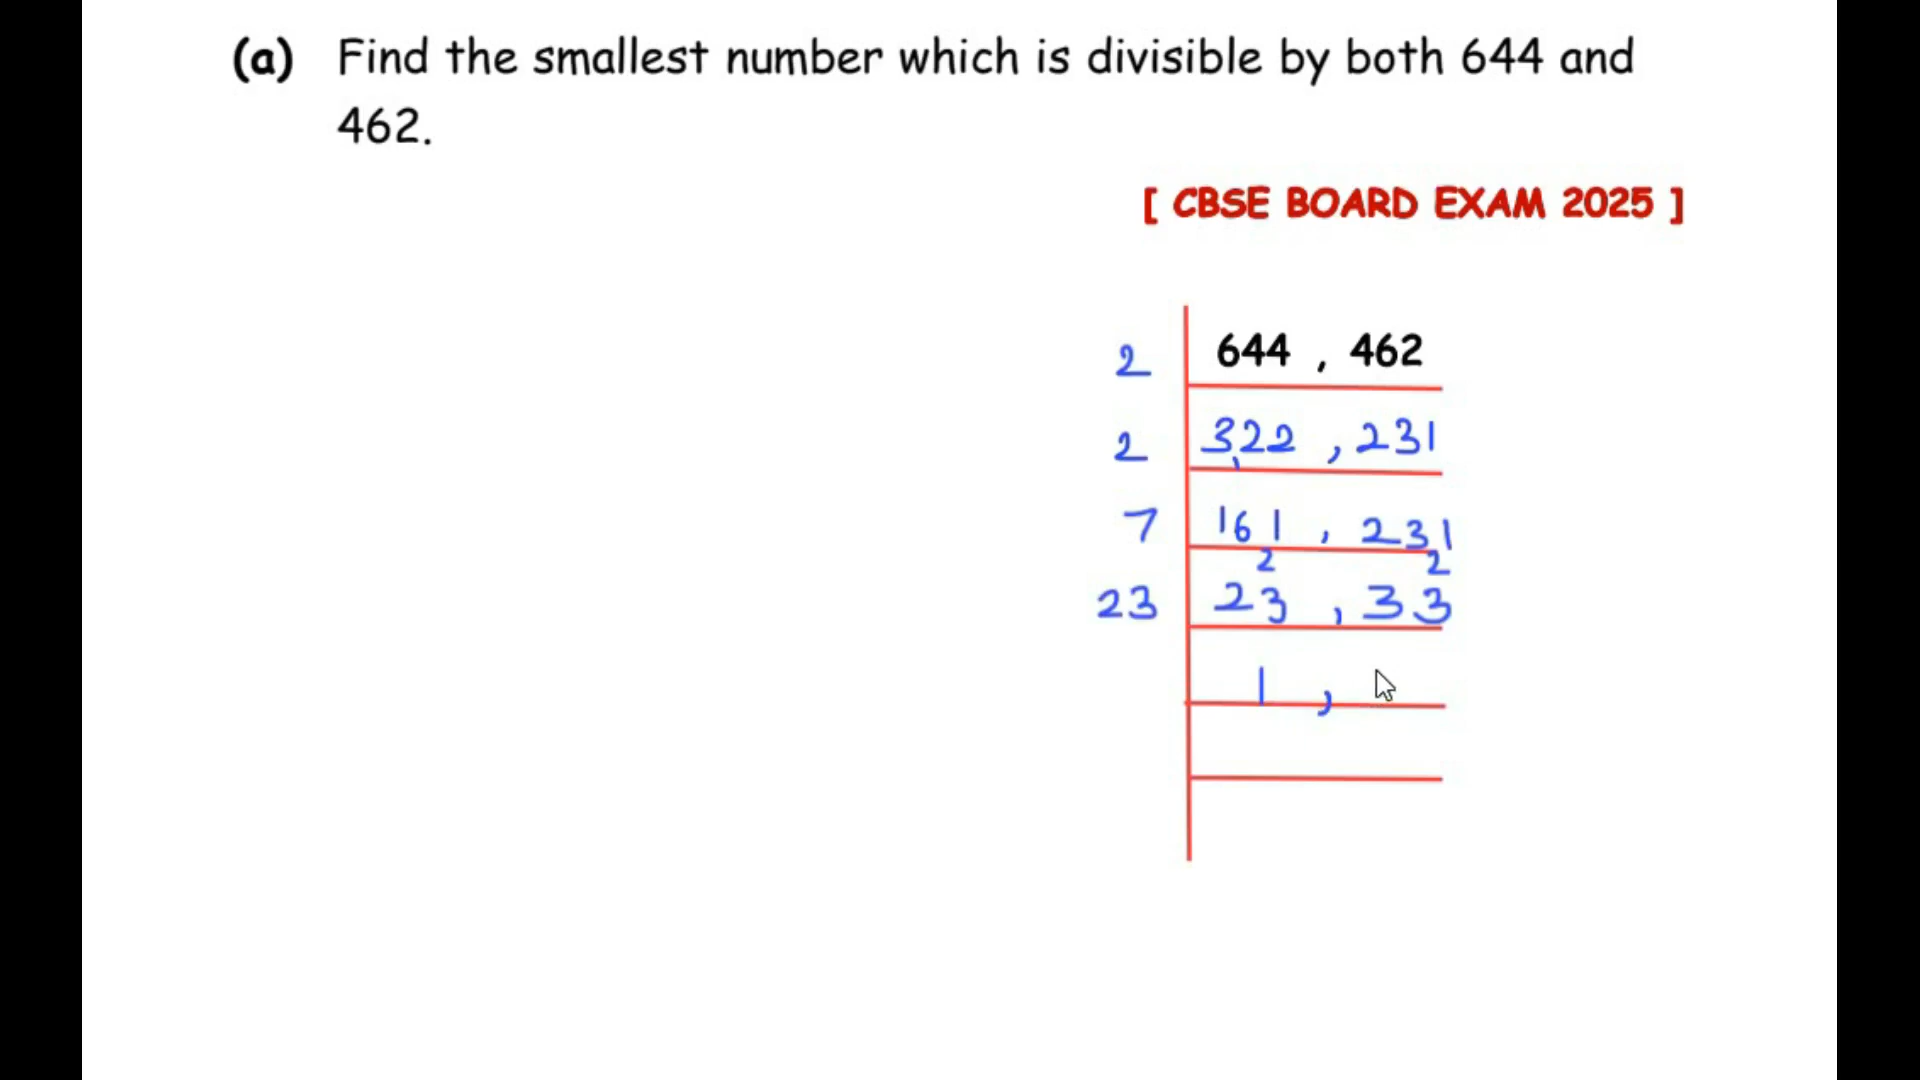 (a) Find the smallest number which is divisible by both 644 and
462.
[ CBSE BOARD EXAM 2025 ]
2 644 , 462
2 322 , 231
7 161 , 231
2 2
23 23 , 33
1 ,